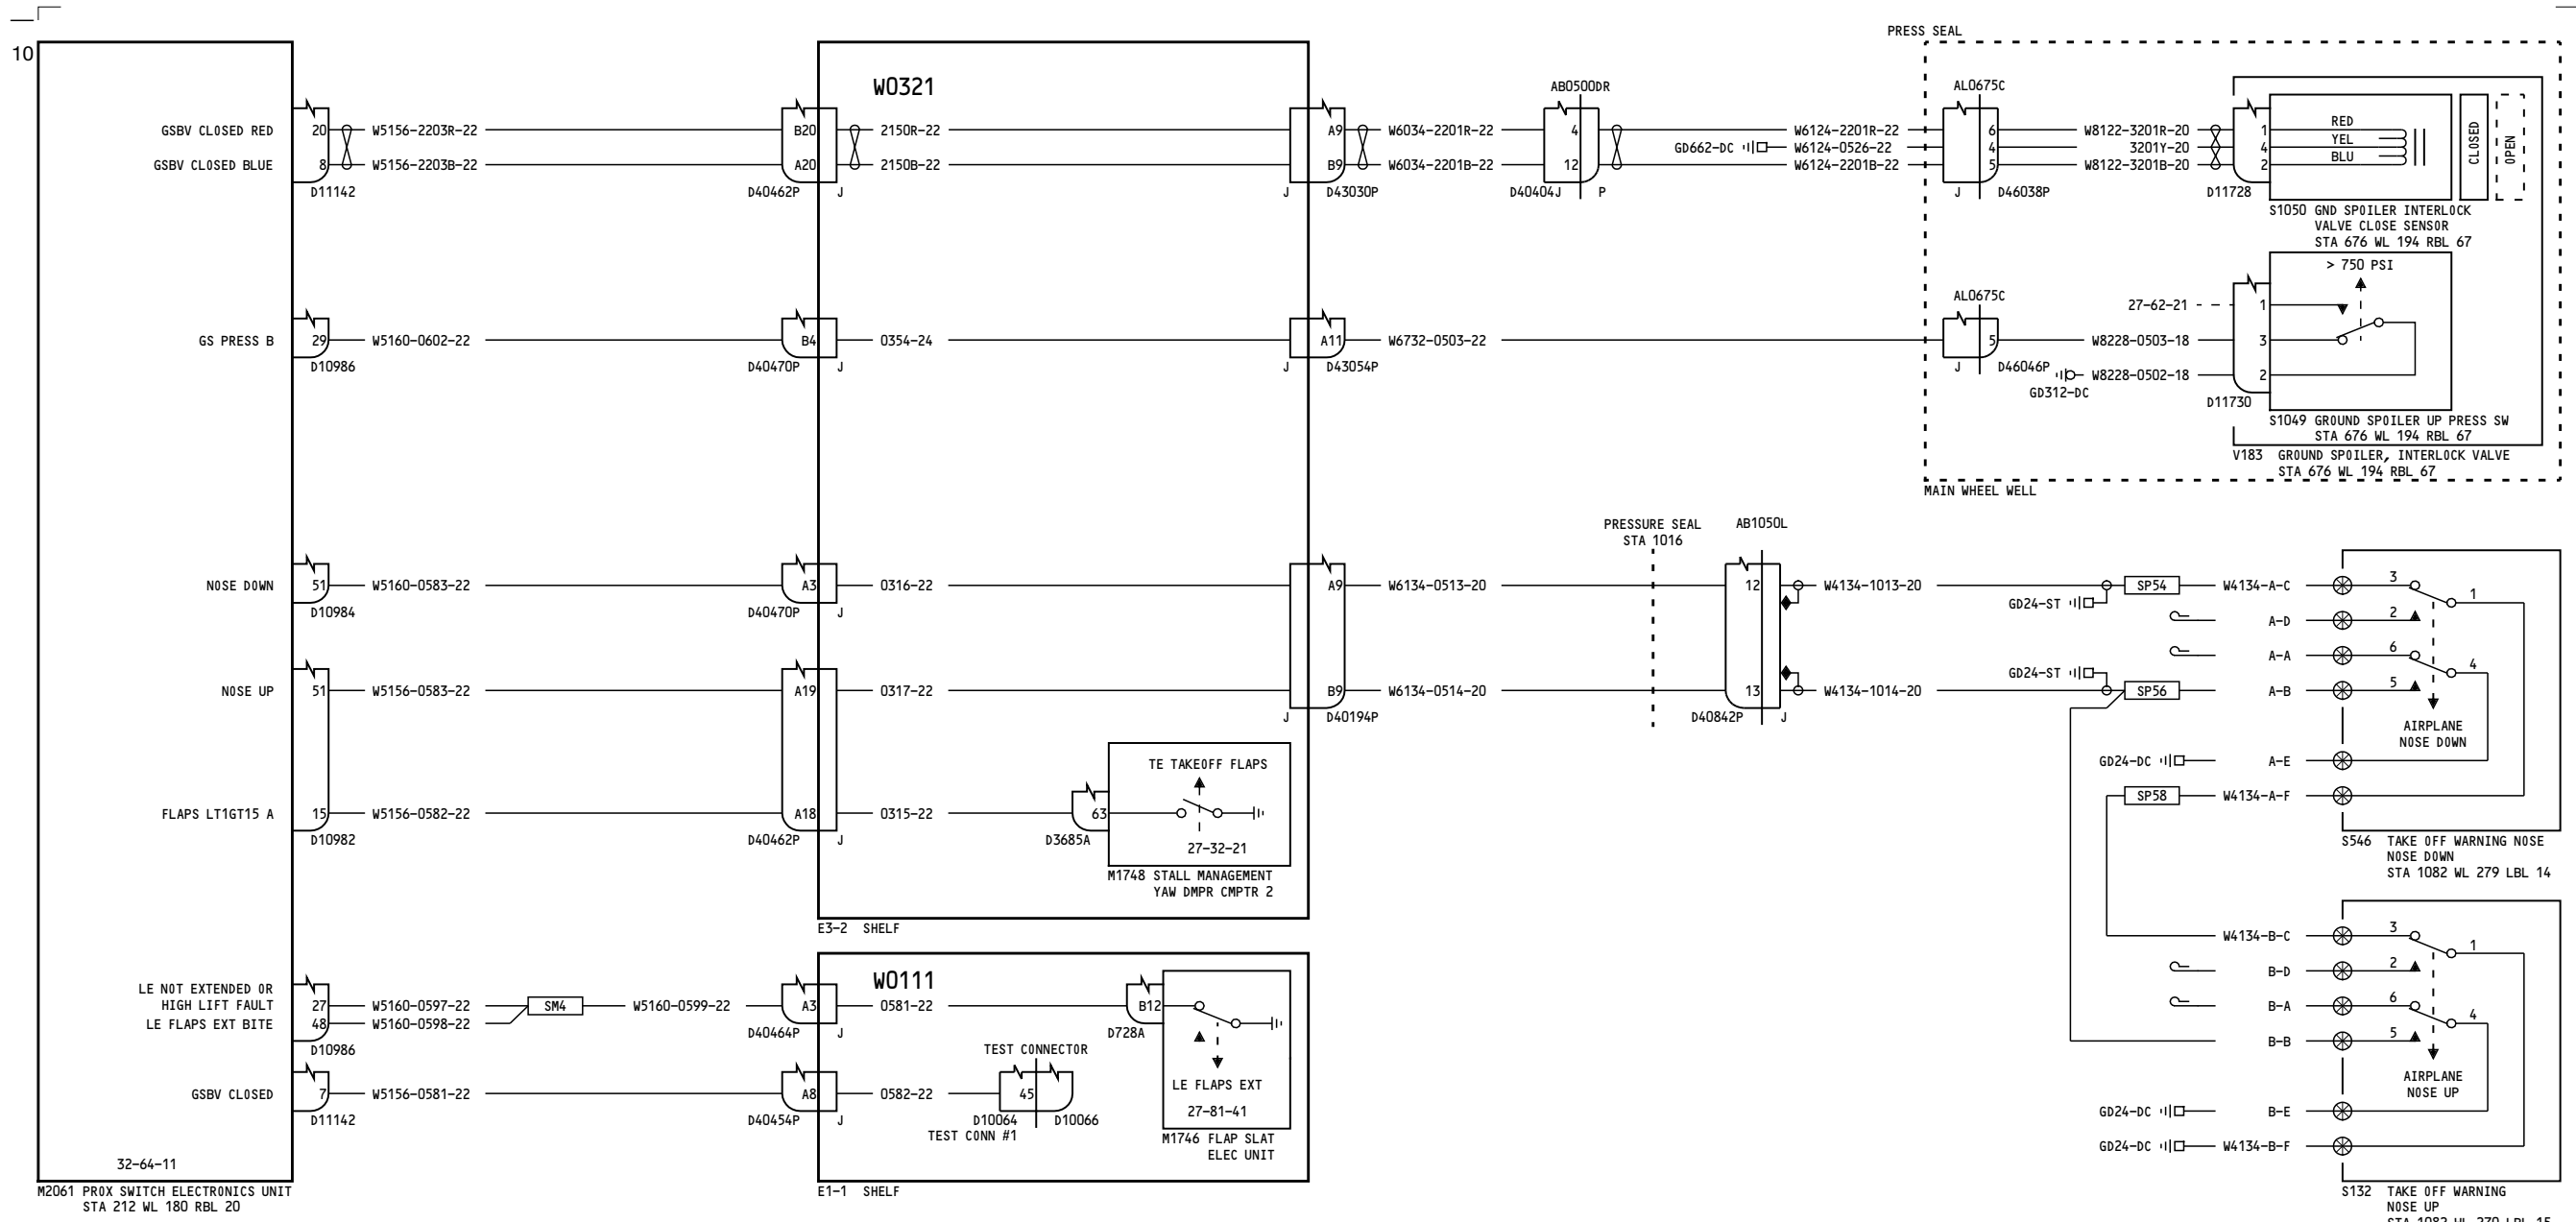 10
PRESS SEAL
W0321
AB0500DR
AL0675C
GSBV CLOSED RED
20
W5156-2203R-22
B20
2150R-22
A9
W6034-2201R-22
4
W6124-2201R-22
6
W8122-3201R-20
1
RED
GD662-DC
W6124-0526-22
4
3201Y-20
4
YEL
CLOSED
OPEN
GSBV CLOSED BLUE
8
W5156-2203B-22
A20
2150B-22
B9
W6034-2201B-22
12
W6124-2201B-22
5
W8122-3201B-20
2
BLU
D11142
D40462P
J
J
D43030P
D40404J
P
J
D46038P
D11728
S1050 GND SPOILER INTERLOCK
VALVE CLOSE SENSOR
STA 676 WL 194 RBL 67
> 750 PSI
AL0675C
27-62-21
1
GS PRESS B
29
W5160-0602-22
B4
0354-24
A11
W6732-0503-22
5
W8228-0503-18
3
D10986
D40470P
J
J
D43054P
J
D46046P
W8228-0502-18
2
GD312-DC
D11730
S1049 GROUND SPOILER UP PRESS SW
STA 676 WL 194 RBL 67
V183 GROUND SPOILER, INTERLOCK VALVE
STA 676 WL 194 RBL 67
MAIN WHEEL WELL
PRESSURE SEAL
STA 1016
AB1050L
NOSE DOWN
51
W5160-0583-22
A3
0316-22
A9
W6134-0513-20
12
W4134-1013-20
SP54
W4134-A-C
3
1
GD24-ST
D10984
D40470P
J
A-D
2
A-A
6
4
GD24-ST
NOSE UP
51
W5156-0583-22
A19
0317-22
B9
W6134-0514-20
13
W4134-1014-20
SP56
A-B
5
J
D40194P
D40842P
J
AIRPLANE
NOSE DOWN
TE TAKEOFF FLAPS
GD24-DC
A-E
SP58
W4134-A-F
FLAPS LT1GT15 A
15
W5156-0582-22
A18
0315-22
63
D10982
D40462P
J
D3685A
27-32-21
S546 TAKE OFF WARNING NOSE
NOSE DOWN
STA 1082 WL 279 LBL 14
M1748 STALL MANAGEMENT
YAW DMPR CMPTR 2
E3-2 SHELF
W4134-B-C
3
1
B-D
2
W0111
LE NOT EXTENDED OR
HIGH LIFT FAULT
27
W5160-0597-22
SM4
W5160-0599-22
A3
0581-22
B12
B-A
6
4
LE FLAPS EXT BITE
48
W5160-0598-22
D10986
D40464P
J
D728A
B-B
5
TEST CONNECTOR
LE FLAPS EXT
AIRPLANE
NOSE UP
GSBV CLOSED
7
W5156-0581-22
A8
0582-22
45
27-81-41
GD24-DC
B-E
D11142
D40454P
J
D10064
D10066
TEST CONN #1
M1746 FLAP SLAT
ELEC UNIT
GD24-DC
W4134-B-F
32-64-11
M2061 PROX SWITCH ELECTRONICS UNIT
STA 212 WL 180 RBL 20
E1-1 SHELF
S132 TAKE OFF WARNING
NOSE UP
STA 1082 WL 279 LBL 15